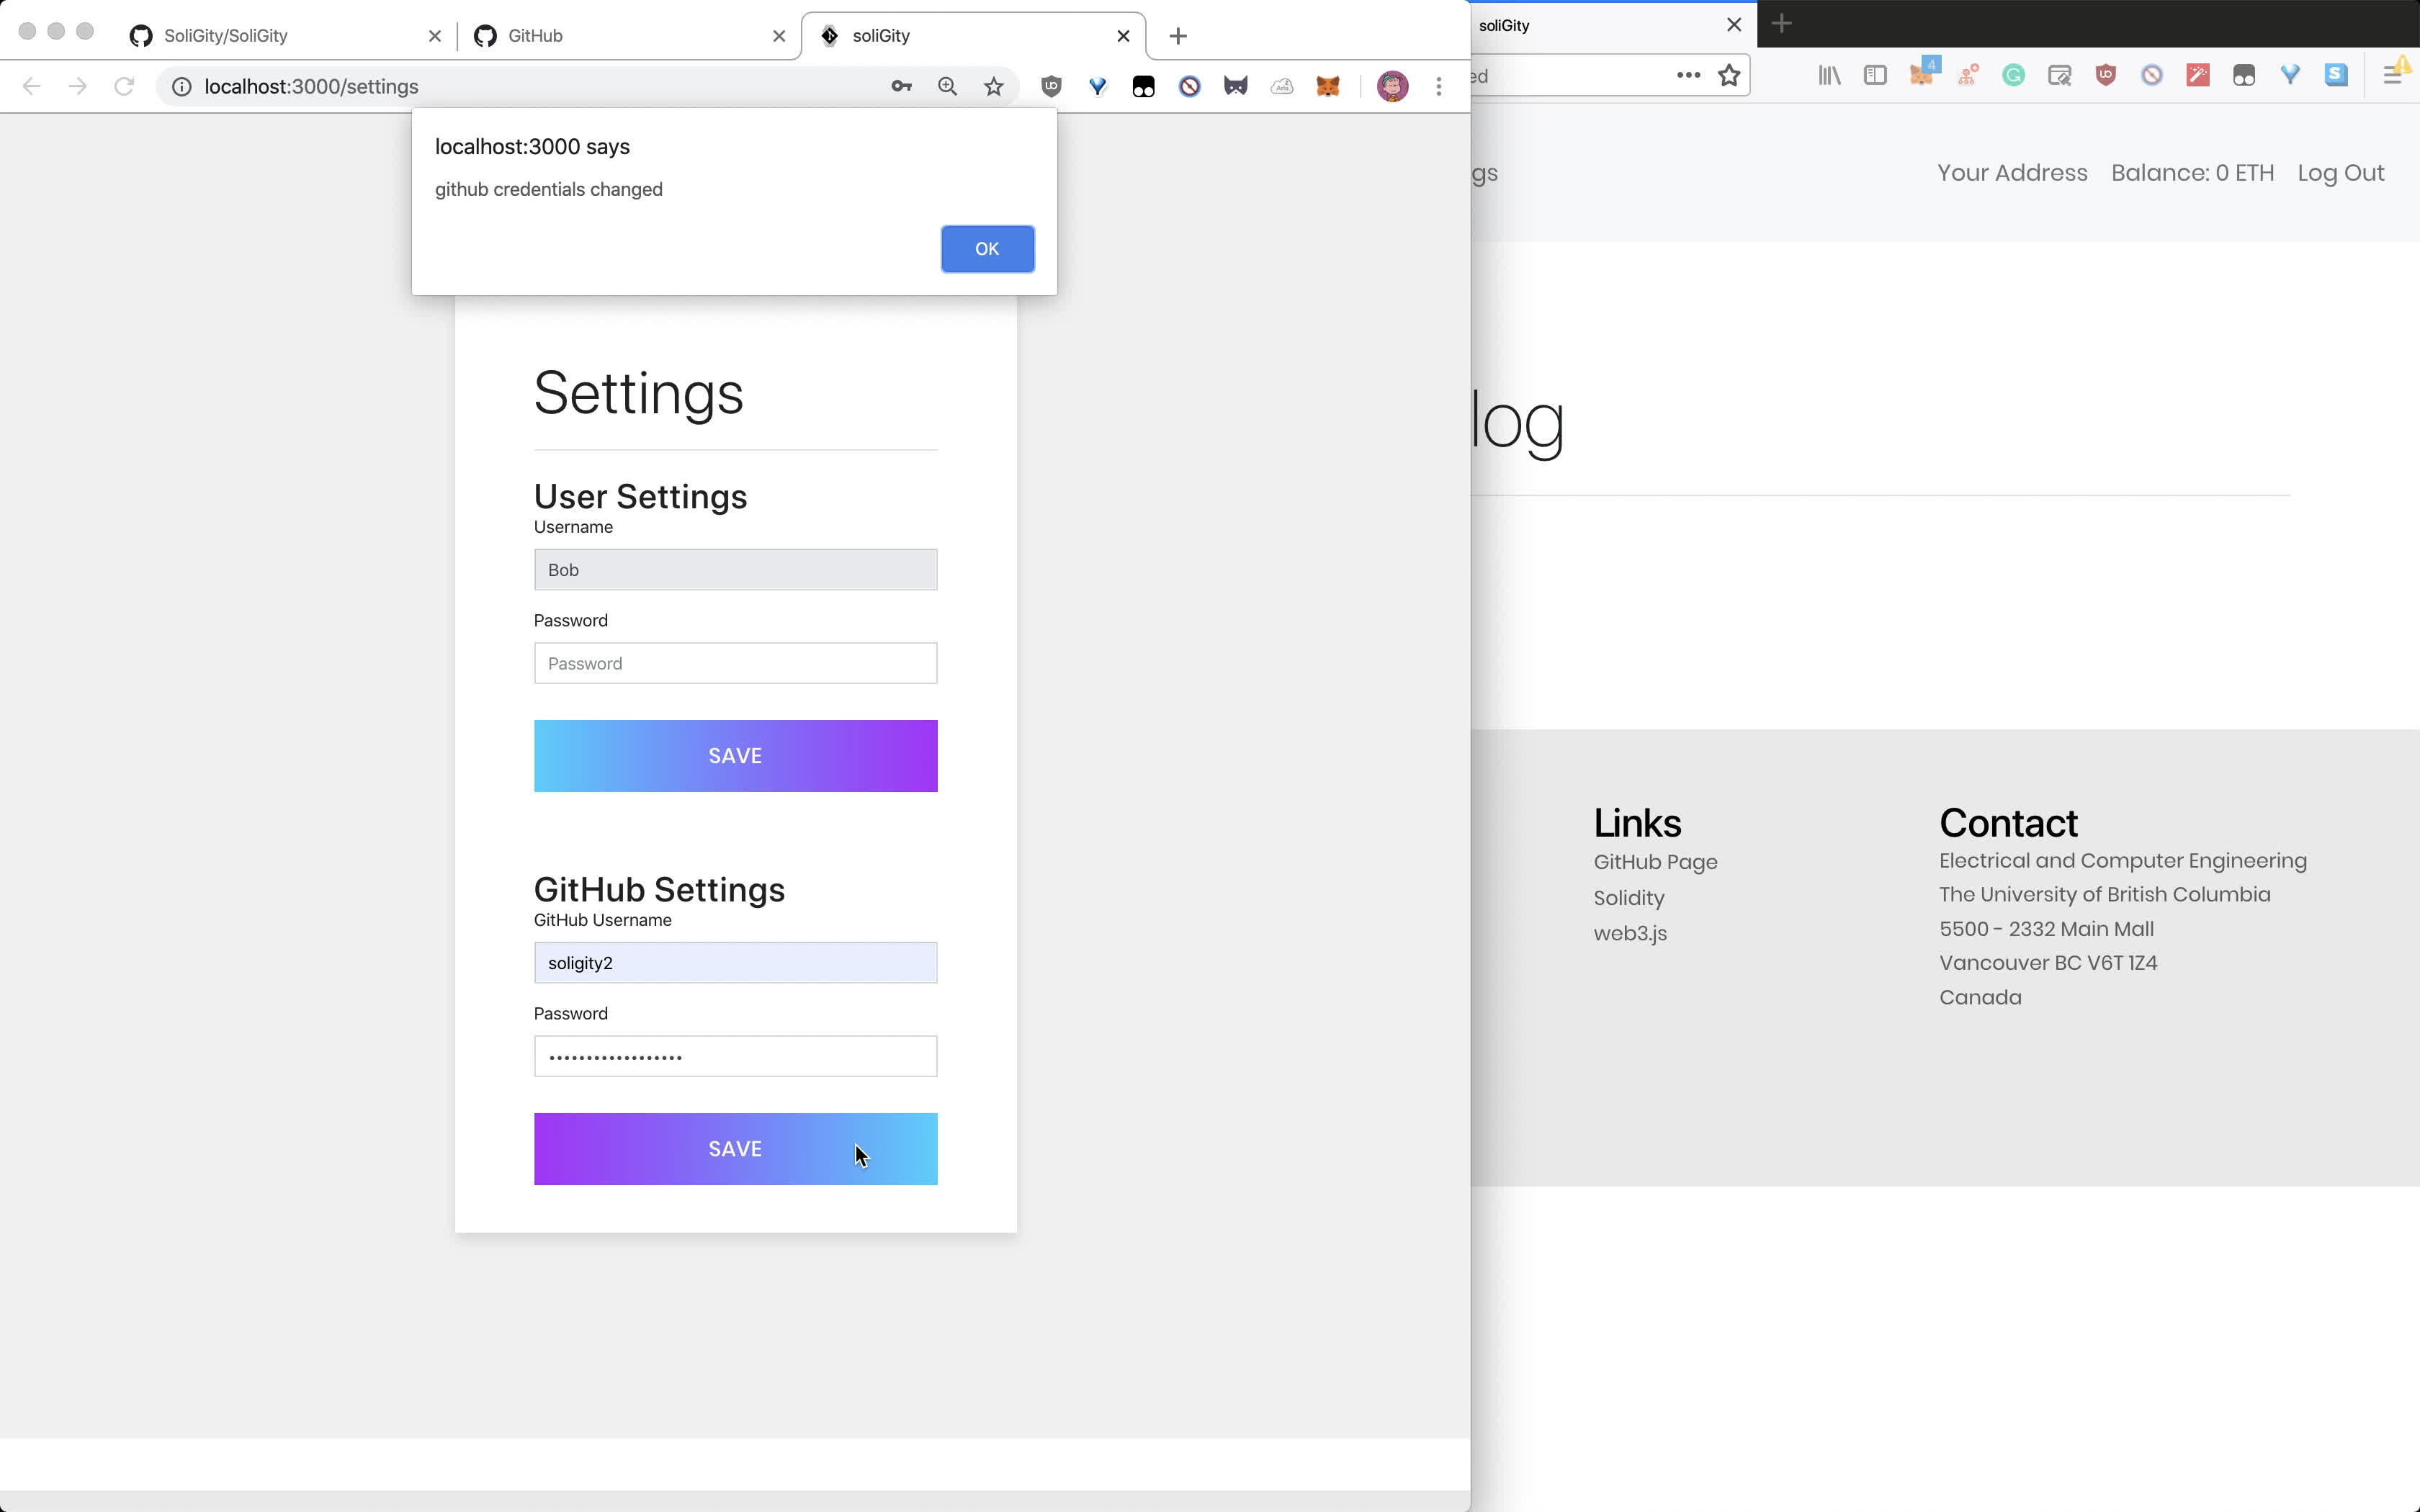 SoliGity/SoliGity
GitHub
soliGity
localhost:3000/settings
localhost:3000 says
github credentials changed
OK
Settings
User Settings
Username
Bob
Password
Password
SAVE
GitHub Settings
GitHub Username
soligity2
Password
SAVE
soliGity
ed
4
gs
Your Address Balance: 0 ETH Log Out
log
Links
GitHub Page
Solidity
web3.js
Contact
Electrical and Computer Engineering
The University of British Columbia
5500 - 2332 Main Mall
Vancouver BC V6T 1Z4
Canada